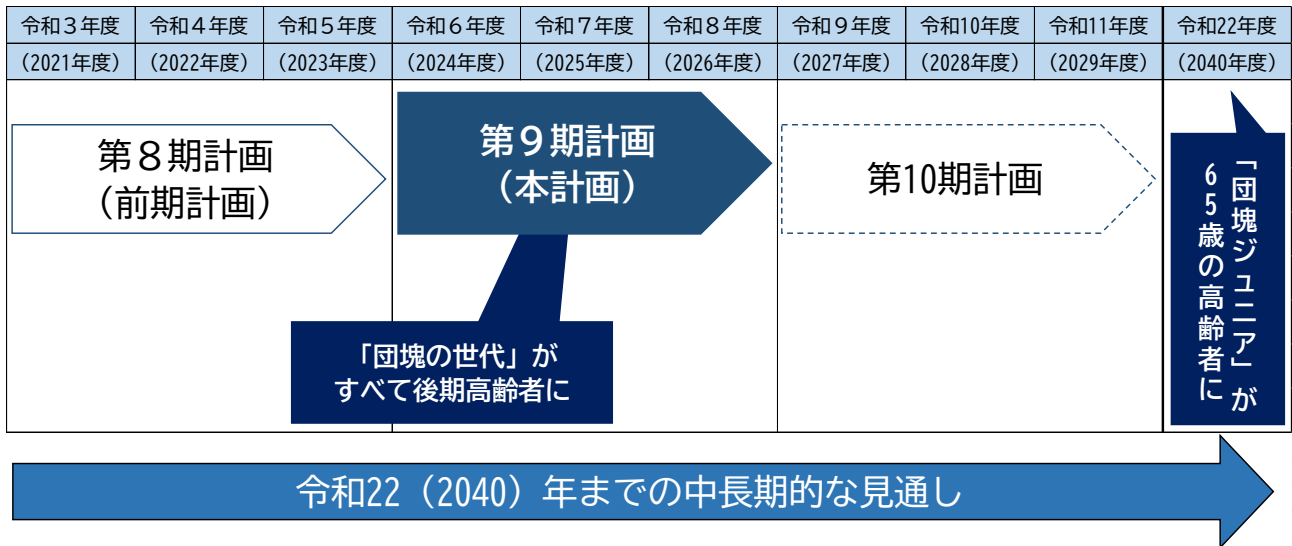 令和３年度 令和４年度 令和５年度 令和６年度 令和７年度 令和８年度 令和９年度 令和10年度 令和11年度 令和22年度
（2021年度） （2022年度） （2023年度） （2024年度） （2025年度） （2026年度） （2027年度） （2028年度） （2029年度） （2040年度）
第８期計画
（前期計画）
第９期計画
（本計画）
第10期計画
「団塊の世代」が
すべて後期高齢者に
「団塊ジュニア」が
65歳の高齢者に
令和22（2040）年までの中長期的な見通し